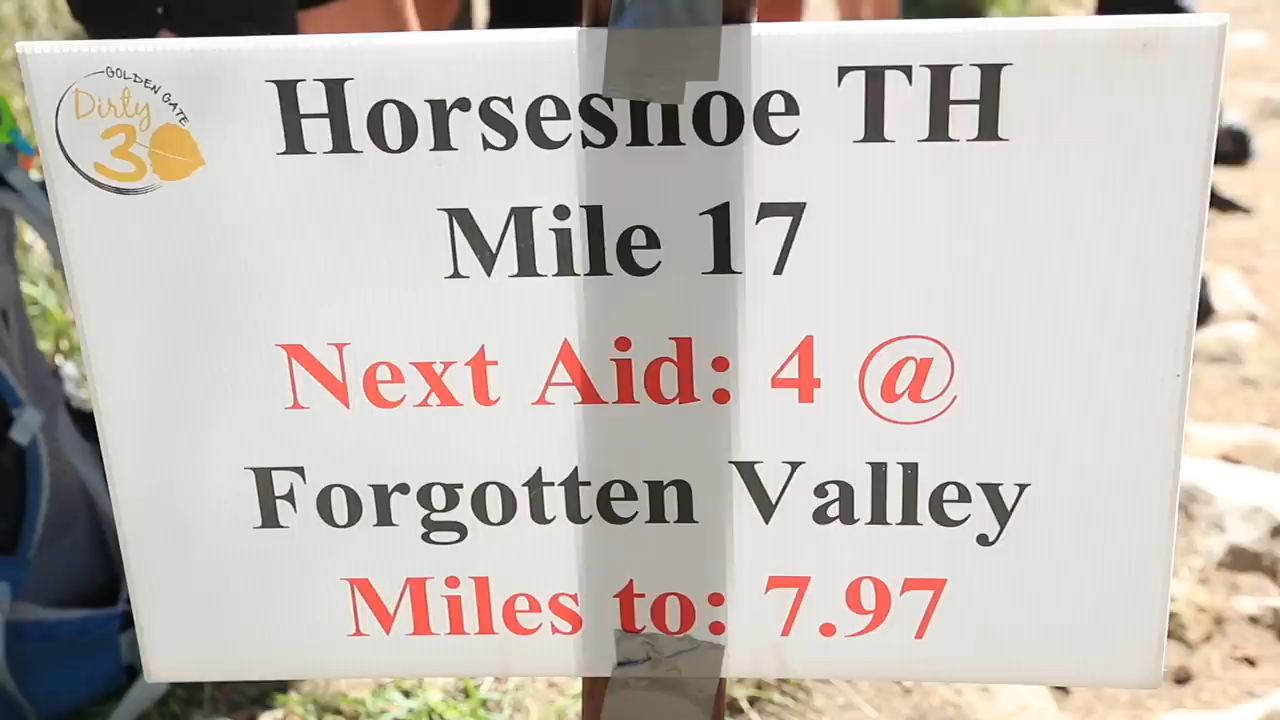 GOLDEN GATE
Dirty
30
Horseshoe TH
Mile 17
Next Aid: 4 @
Forgotten Valley
Miles to: 7.97